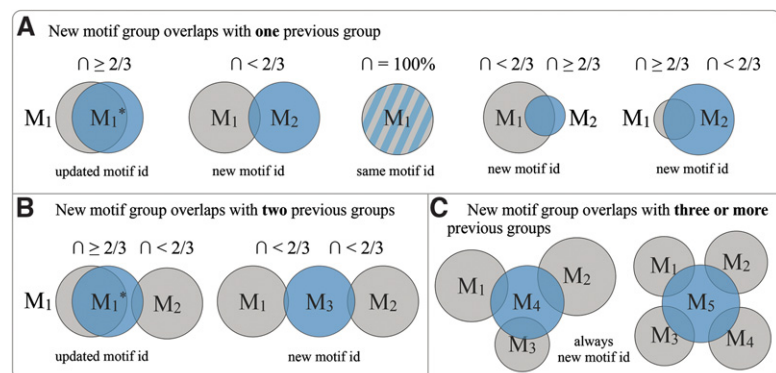 A New motif group overlaps with one previous group
∩ ≥ 2/3 ∩ < 2/3 ∩ = 100% ∩ < 2/3 ∩ ≥ 2/3 ∩ ≥ 2/3 ∩ < 2/3
M1 M1* M1 M2 M1 M1 M2 M1 M2
updated motif id new motif id same motif id new motif id new motif id
B New motif group overlaps with two previous groups
∩ ≥ 2/3 ∩ < 2/3 ∩ < 2/3 ∩ < 2/3
M1 M1* M2 M1 M3 M2
updated motif id new motif id
C New motif group overlaps with three or more
previous groups
M1 M2 M1 M2
M4 M5
M3 M3 M4
always
new motif id